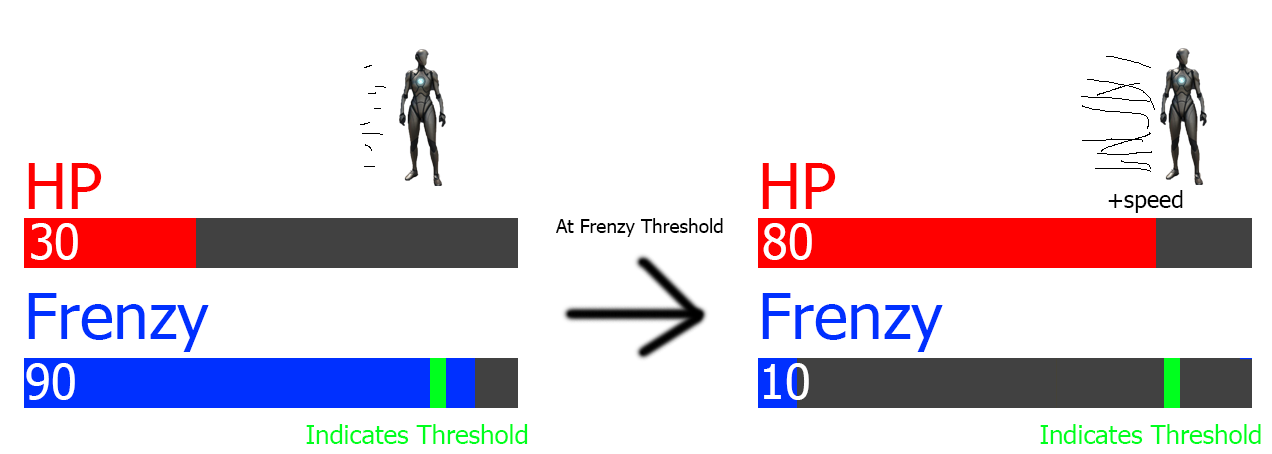 HP
30
Frenzy
90
Indicates Threshold
At Frenzy Threshold
+speed
HP
80
Frenzy
10
Indicates Threshold